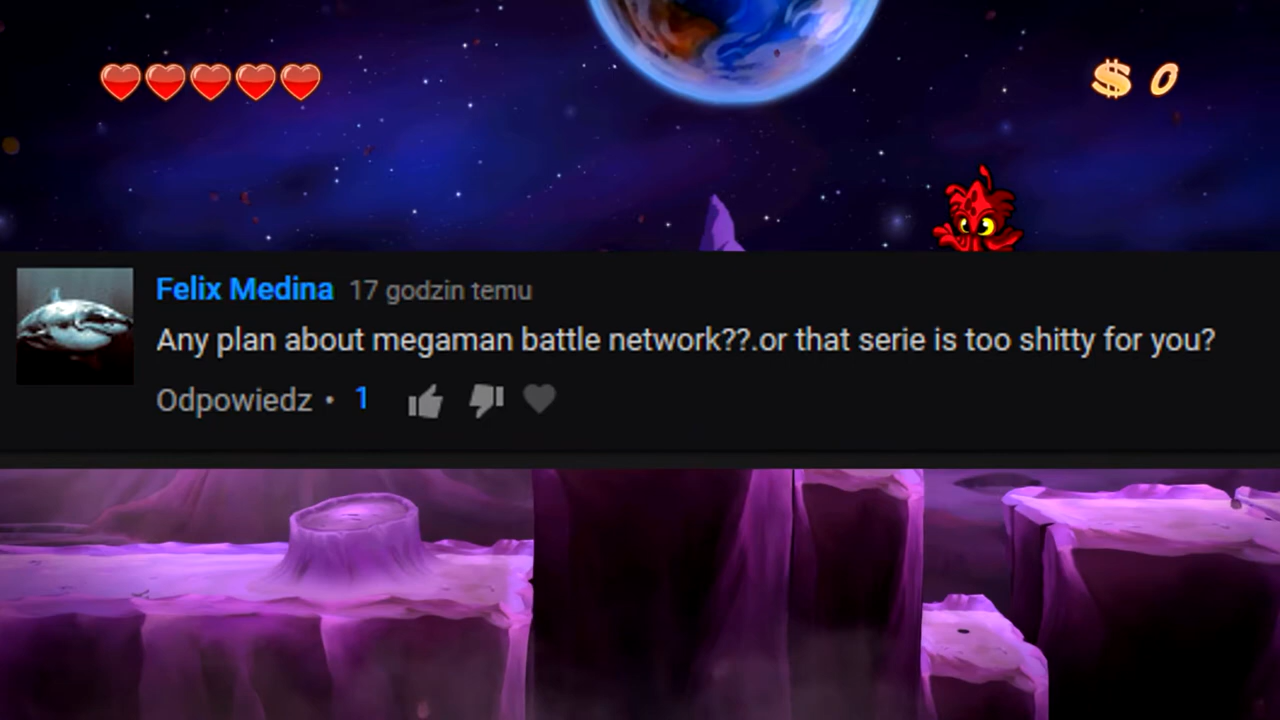 $ 0
Felix Medina 17 godzin temu
Any plan about megaman battle network??.or that serie is too shitty for you?
Odpowiedz • 1